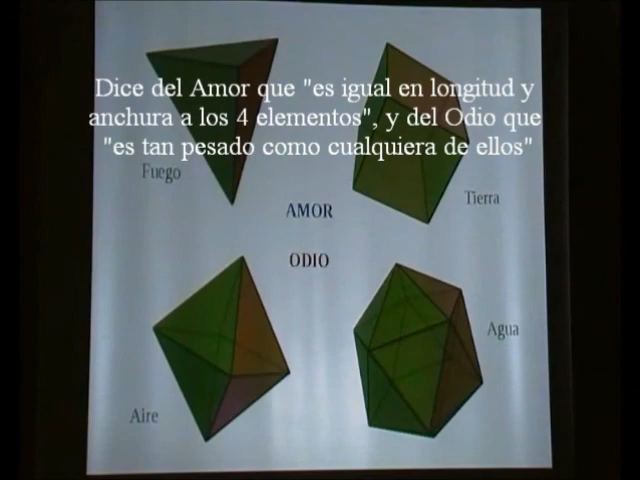 Dice del Amor que "es igual en longitud y
anchura a los 4 elementos", y del Odio que
"es tan pesado como cualquiera de ellos"
Fuego
Tierra
AMOR
ODIO
Agua
Aire